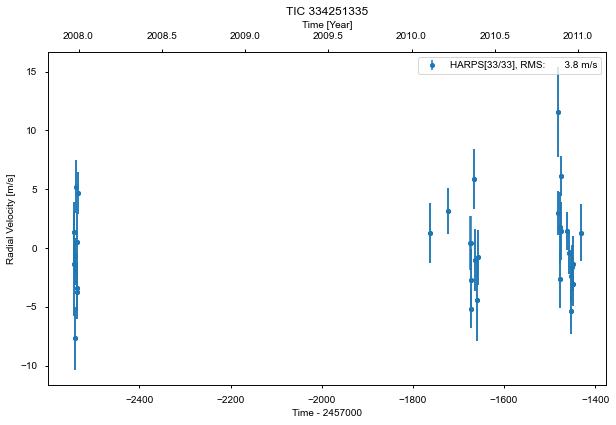 TIC 334251335
Time [Year]
2008.0 2008.5 2009.0 2009.5 2010.0 2010.5 2011.0
HARPS[33/33], RMS: 3.8 m/s
15
10
5
0
−5
−10
Radial Velocity [m/s]
−2400 −2200 −2000 −1800 −1600 −1400
Time - 2457000